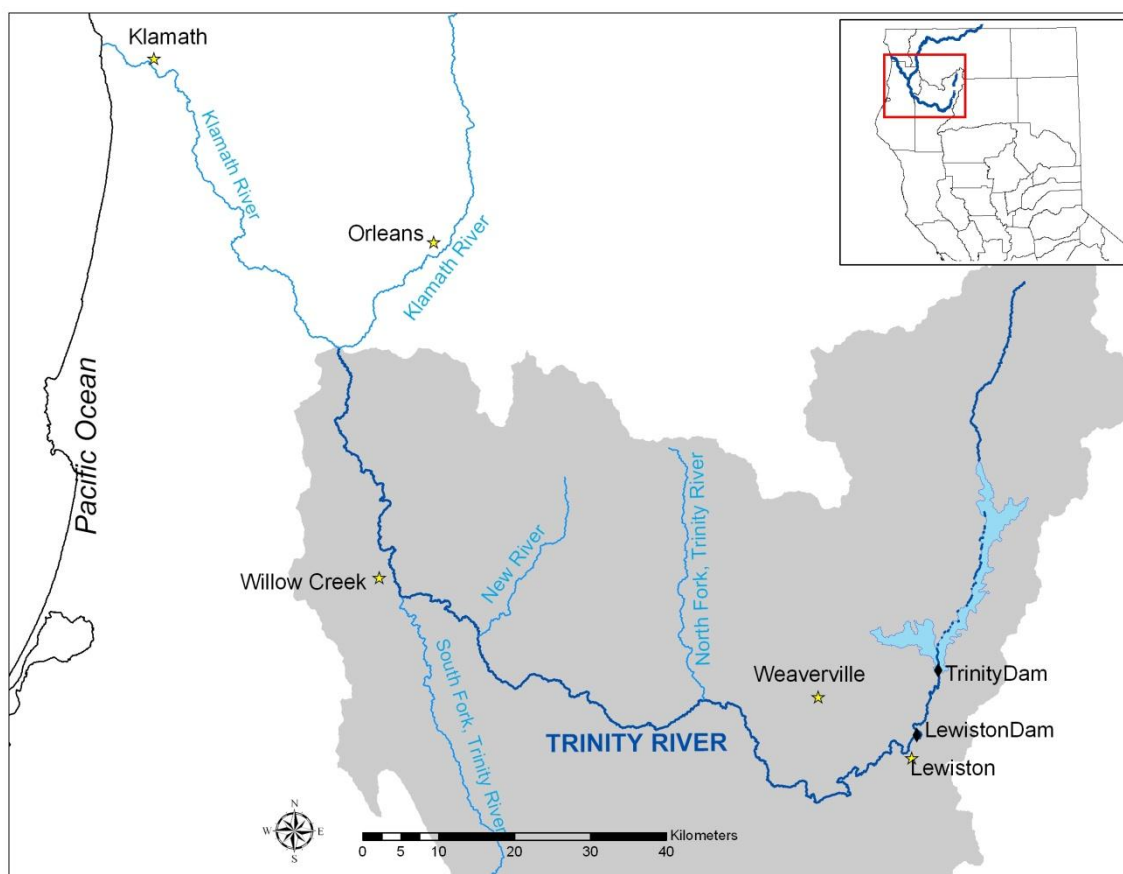 Klamath
Klamath River
Orleans
Klamath River
Pacific Ocean
Willow Creek
New River
North Fork, Trinity River
South Fork, Trinity River
Weaverville
TrinityDam
TRINITY RIVER
LewistonDam
Lewiston
N
W E
S
Kilometers
0 5 10 20 30 40